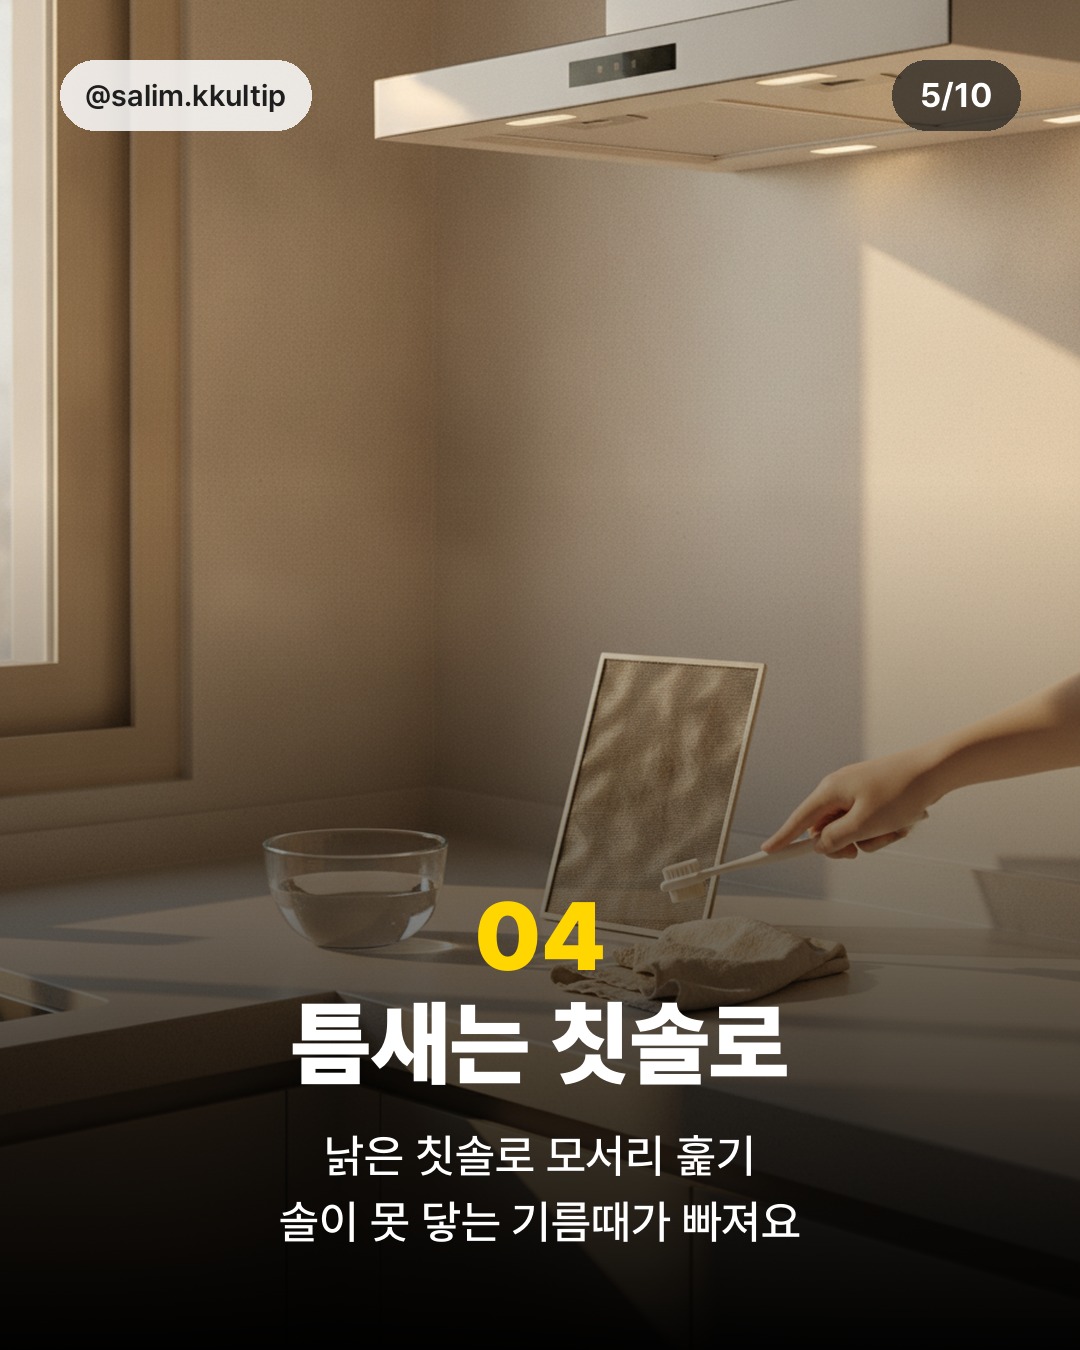 @salim.kkultip
5/10
04
틈새는 칫솔로
낡은 칫솔로 모서리 훑기
솔이 못 닿는 기름때가 빠져요